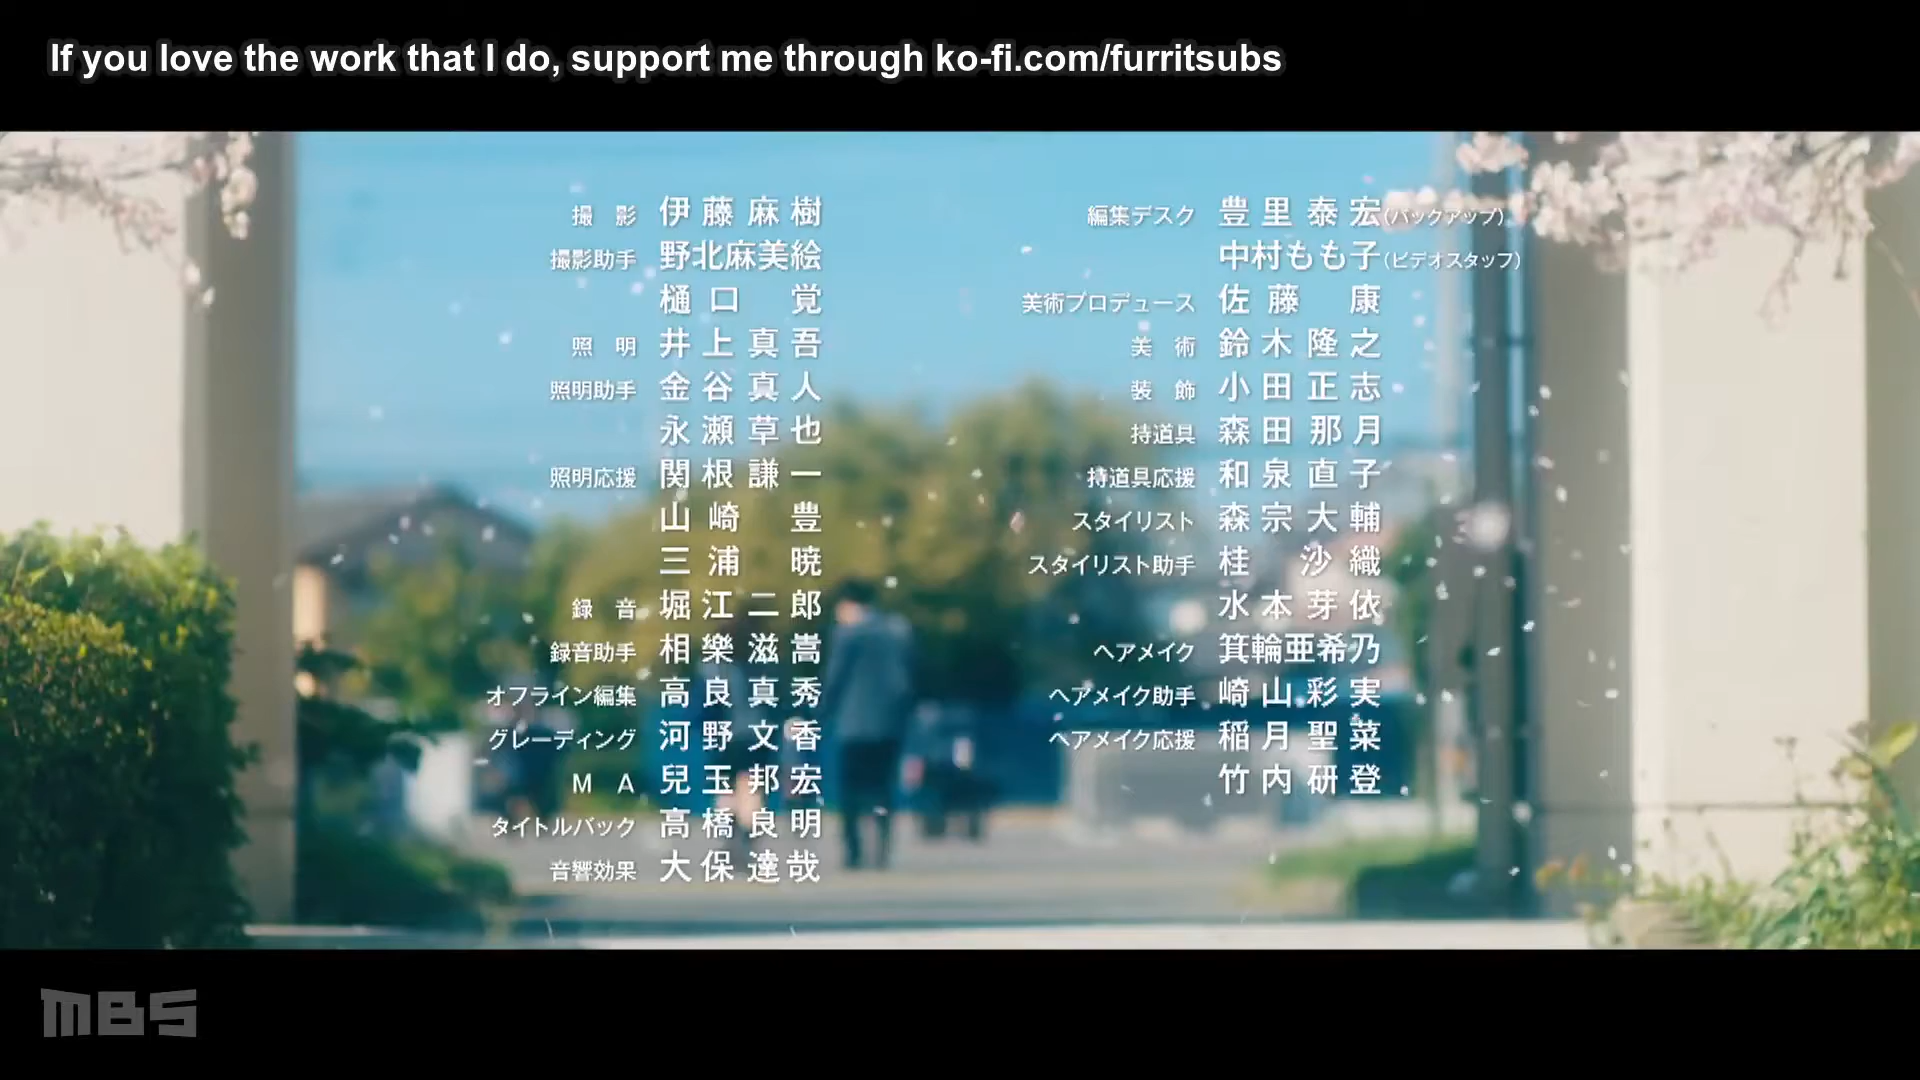 If you love the work that I do, support me through ko-fi.com/furritsubs
撮 影 伊藤麻樹
撮影助手 野北麻美絵
樋口 覚
照 明 井上真吾
照明助手 金谷真人
永瀬草也
照明応援 関根謙一
山崎 豊
三浦 暁
録 音 堀江二郎
録音助手 相樂滋嵩
オフライン編集 高良真秀
グレーディング 河野文香
M A 兒玉邦宏
タイトルバック 高橋良明
音響効果 大保達哉
編集デスク 豊里泰宏(バックアップ)
中村もも子(ビデオスタッフ)
美術プロデュース 佐藤 康
美 術 鈴木隆之
装 飾 小田正志
持道具 森田那月
持道具応援 和泉直子
スタイリスト 森宗大輔
スタイリスト助手 桂 沙織
水本芽依
ヘアメイク 箕輪亜希乃
ヘアメイク助手 崎山彩実
ヘアメイク応援 稲月聖菜
竹内研登
MBS